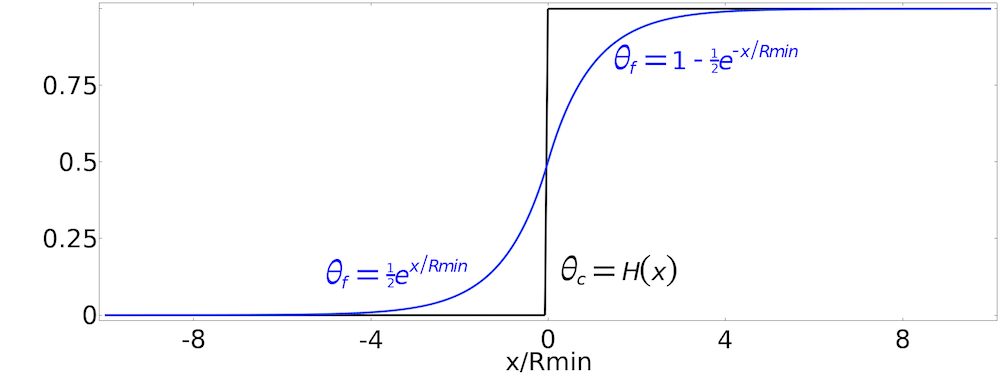 θf = 1 - ½e^-x/Rmin
0.75
0.5
0.25
θf = ½e^x/Rmin
θc = H(x)
0
-8 -4 0 4 8
x/Rmin